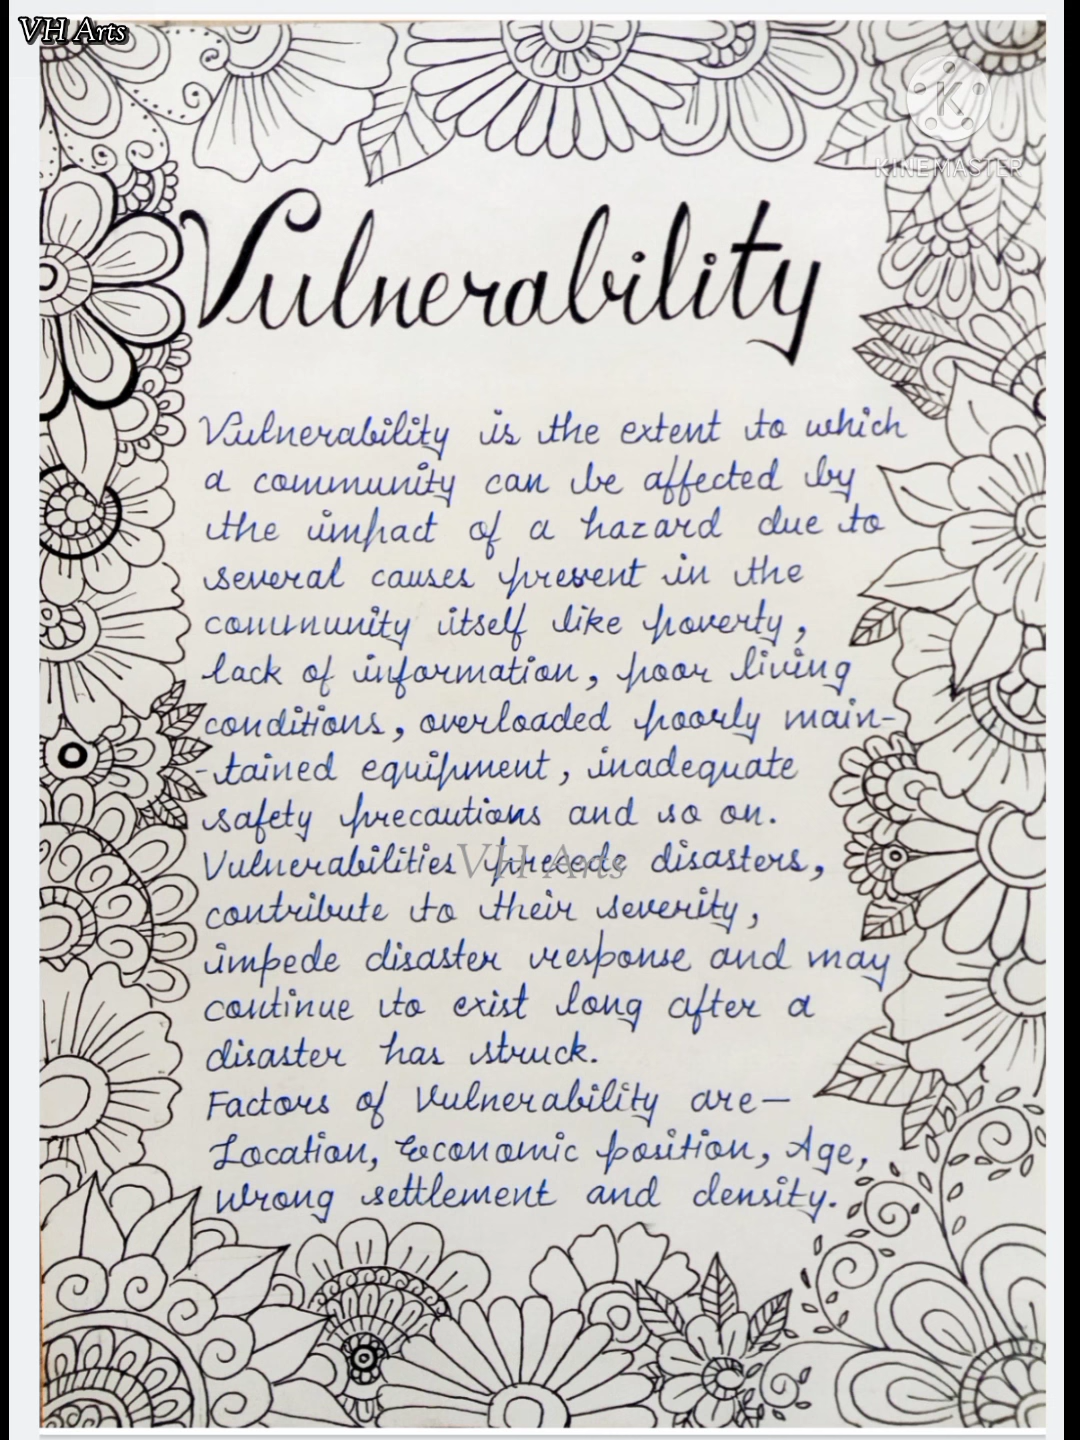 VH Arts
KINEMASTER
Vulnerability
Vulnerability is the extent to which
a community can be affected by
the impact of a hazard due to
several causes present in the
community itself like poverty,
lack of information, poor living
conditions, overloaded poorly main-
-tained equipment, inadequate
safety precautions and so on.
Vulnerabilities precede disasters,
VH Arts
contribute to their severity,
impede disaster response and may
continue to exist long after a
disaster has struck.
Factors of Vulnerability are—
Location, Economic position, Age,
wrong settlement and density.